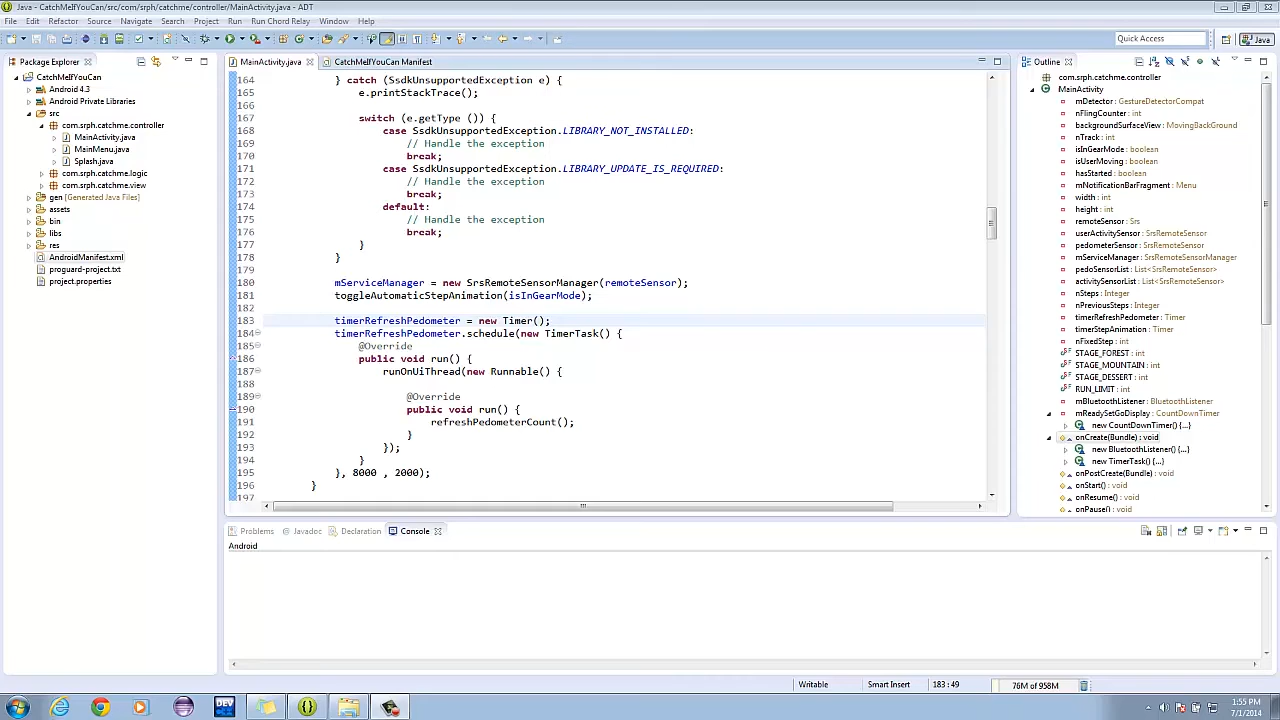 Java - CatchMeIfYouCan/src/com/srph/catchme/controller/MainActivity.java - ADT
File Edit Refactor Source Navigate Search Project Run Run Chord Relay Window Help
Quick Access
Java
Package Explorer
CatchMeIfYouCan
Android 4.3
Android Private Libraries
src
com.srph.catchme.controller
MainActivity.java
MainMenu.java
Splash.java
com.srph.catchme.logic
com.srph.catchme.view
gen [Generated Java Files]
assets
bin
libs
res
AndroidManifest.xml
proguard-project.txt
project.properties
MainActivity.java
CatchMeIfYouCan Manifest
164 } catch (SsdkUnsupportedException e) {
165 e.printStackTrace();
166
167 switch (e.getType ()) {
168 case SsdkUnsupportedException.LIBRARY_NOT_INSTALLED:
169 // Handle the exception
170 break;
171 case SsdkUnsupportedException.LIBRARY_UPDATE_IS_REQUIRED:
172 // Handle the exception
173 break;
174 default:
175 // Handle the exception
176 break;
177 }
178 }
179
180 mServiceManager = new SrsRemoteSensorManager(remoteSensor);
181 toggleAutomaticStepAnimation(isInGearMode);
182
183 timerRefreshPedometer = new Timer();
184 timerRefreshPedometer.schedule(new TimerTask() {
185 @Override
186 public void run() {
187 runOnUiThread(new Runnable() {
188
189 @Override
190 public void run() {
191 refreshPedometerCount();
192 }
193 });
194 }
195 }, 8000 , 2000);
196 }
197
Outline
com.srph.catchme.controller
MainActivity
mDetector : GestureDetectorCompat
nFlingCounter : int
backgroundSurfaceView : MovingBackGround
nTrack : int
isInGearMode : boolean
isUserMoving : boolean
hasStarted : boolean
mNotificationBarFragment : Menu
width : int
height : int
remoteSensor : Srs
userActivitySensor : SrsRemoteSensor
pedometerSensor : SrsRemoteSensor
mServiceManager : SrsRemoteSensorManager
pedoSensorList : List<SrsRemoteSensor>
activitySensorList : List<SrsRemoteSensor>
nSteps : Integer
nPreviousSteps : Integer
timerRefreshPedometer : Timer
timerStepAnimation : Timer
nFixedStep : int
STAGE_FOREST : int
STAGE_MOUNTAIN : int
STAGE_DESSERT : int
RUN_LIMIT : int
mBluetoothListener : BluetoothListener
mReadySetGoDisplay : CountDownTimer
new CountDownTimer() {...}
onCreate(Bundle) : void
new BluetoothListener() {...}
new TimerTask() {...}
onPostCreate(Bundle) : void
onStart() : void
onResume() : void
onPause() : void
Problems @ Javadoc Declaration Console
Android
Writable Smart Insert 183 : 49 76M of 958M
DEV
1:55 PM
7/1/2014